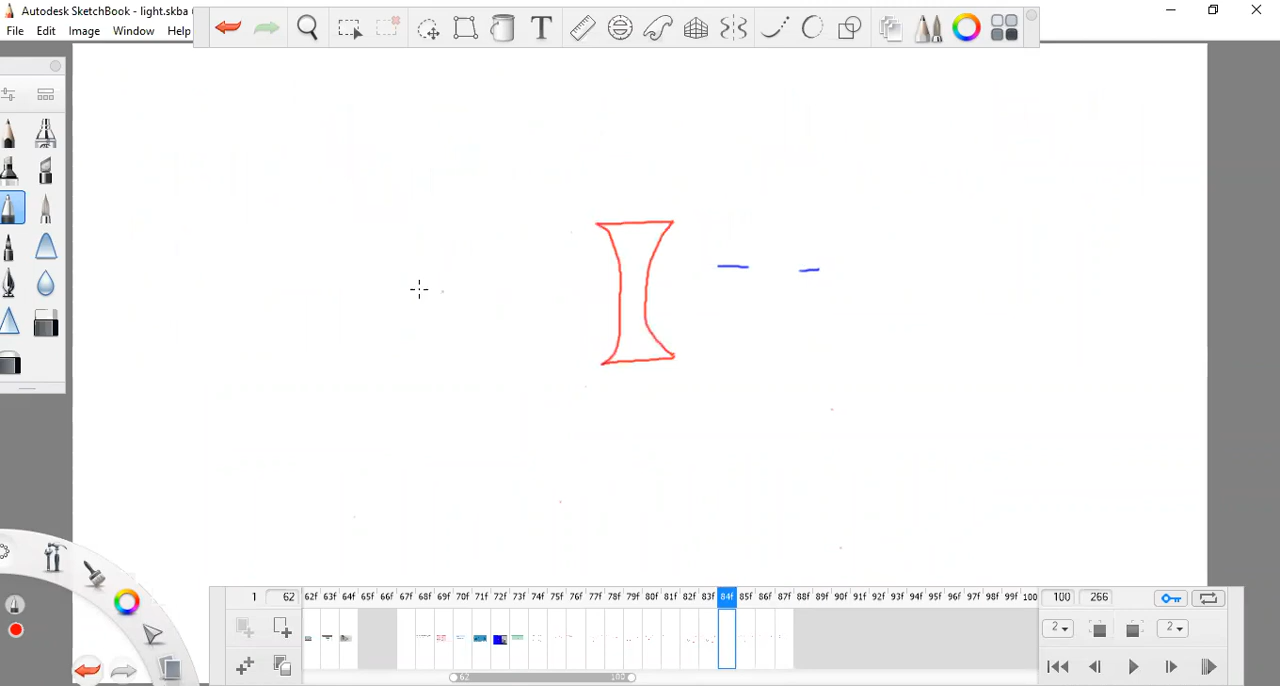 Autodesk SketchBook - light.skba
File Edit Image Window Help
T
1 62 62f 63f 64f 65f 66f 67f 68f 69f 70f 71f 72f 73f 74f 75f 76f 77f 78f 79f 80f 81f 82f 83f 84f 85f 86f 87f 88f 89f 90f 91f 92f 93f 94f 95f 96f 97f 98f 99f 100 100 266
2 2
62 100